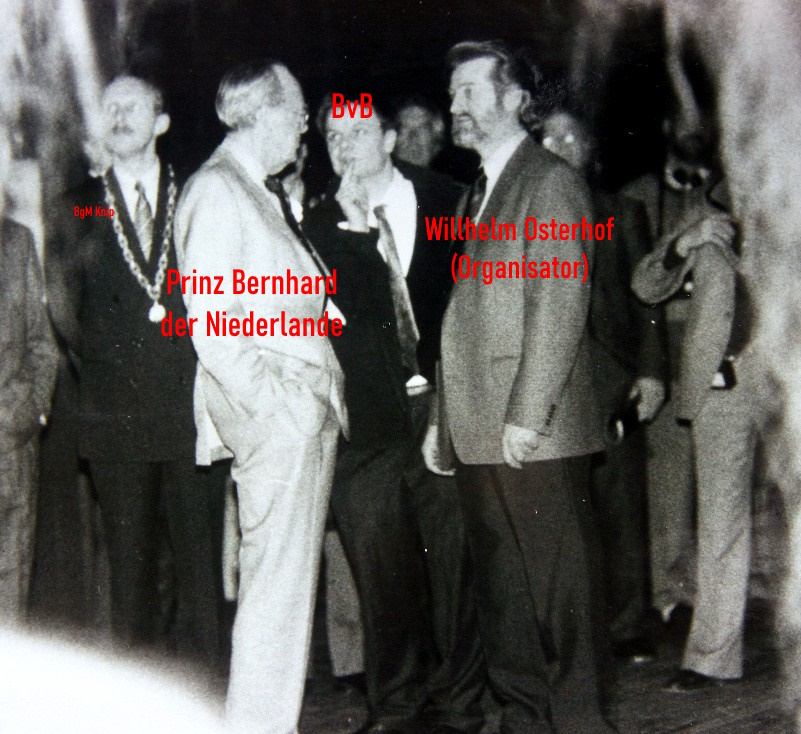 BvB
BgM Knip
Willhelm Osterhof
(Organisator)
Prinz Bernhard
der Niederlande